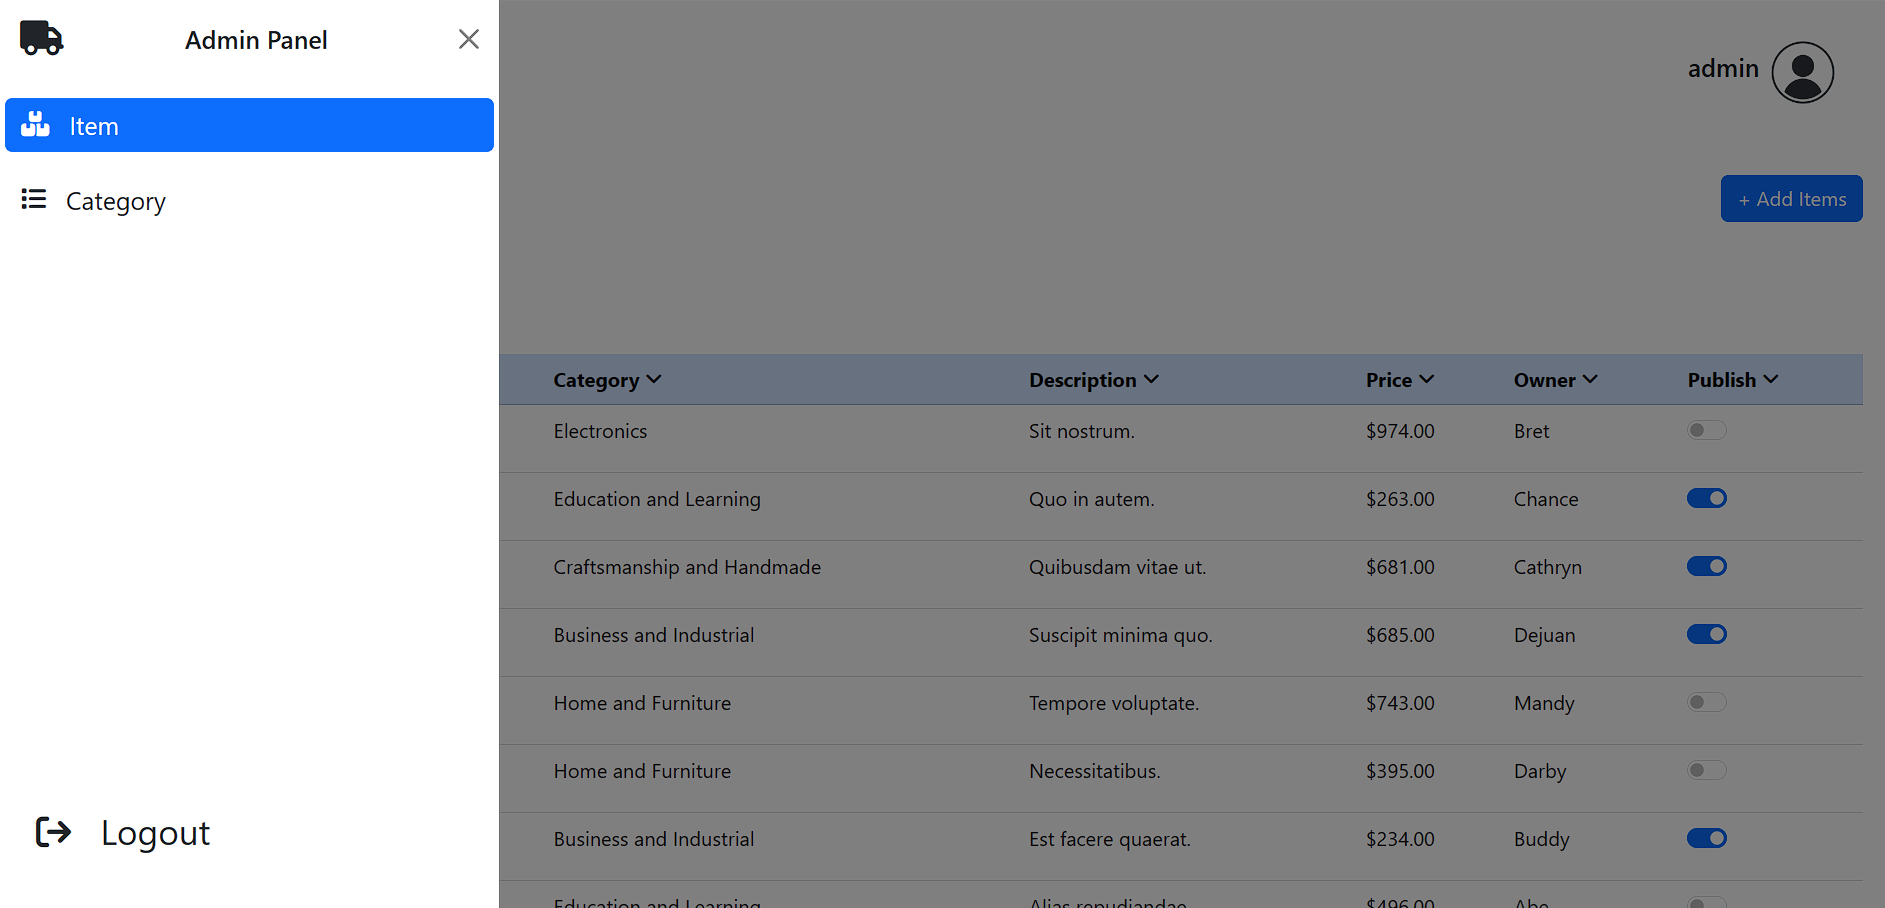 Admin Panel
Item
Category
Logout
admin
+ Add Items
Category Description Price Owner Publish
Electronics Sit nostrum. $974.00 Bret
Education and Learning Quo in autem. $263.00 Chance
Craftsmanship and Handmade Quibusdam vitae ut. $681.00 Cathryn
Business and Industrial Suscipit minima quo. $685.00 Dejuan
Home and Furniture Tempore voluptate. $743.00 Mandy
Home and Furniture Necessitatibus. $395.00 Darby
Business and Industrial Est facere quaerat. $234.00 Buddy
Education and Learning Alias repudiandae $496.00 Abe